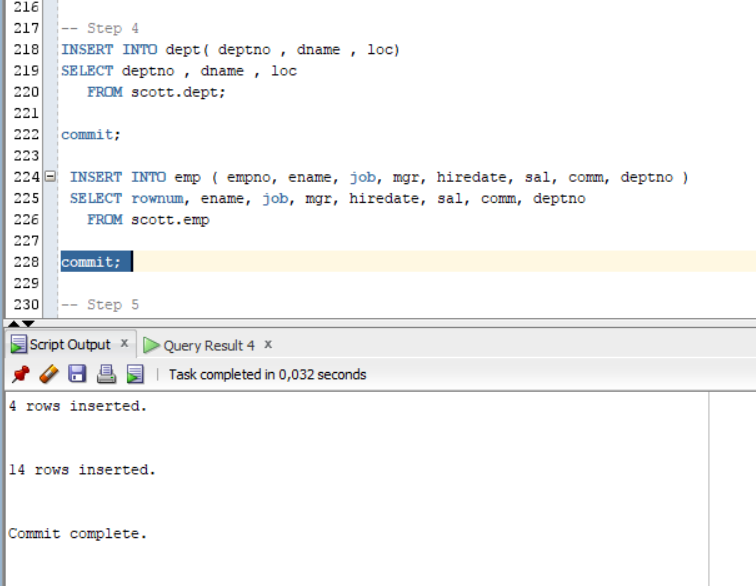 216
217 -- Step 4
218 INSERT INTO dept( deptno , dname , loc)
219 SELECT deptno , dname , loc
220 FROM scott.dept;
221
222 commit;
223
224 INSERT INTO emp ( empno, ename, job, mgr, hiredate, sal, comm, deptno )
225 SELECT rownum, ename, job, mgr, hiredate, sal, comm, deptno
226 FROM scott.emp
227
228 commit;
229
230 -- Step 5
Script Output x Query Result 4 x
Task completed in 0,032 seconds
4 rows inserted.
14 rows inserted.
Commit complete.